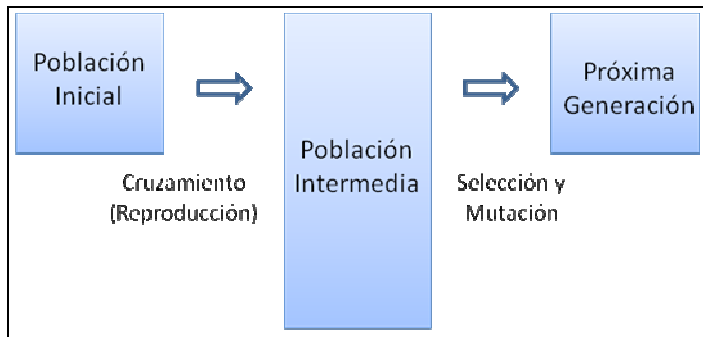 Población
Inicial
Cruzamiento
(Reproducción)
Población
Intermedia
Selección y
Mutación
Próxima
Generación